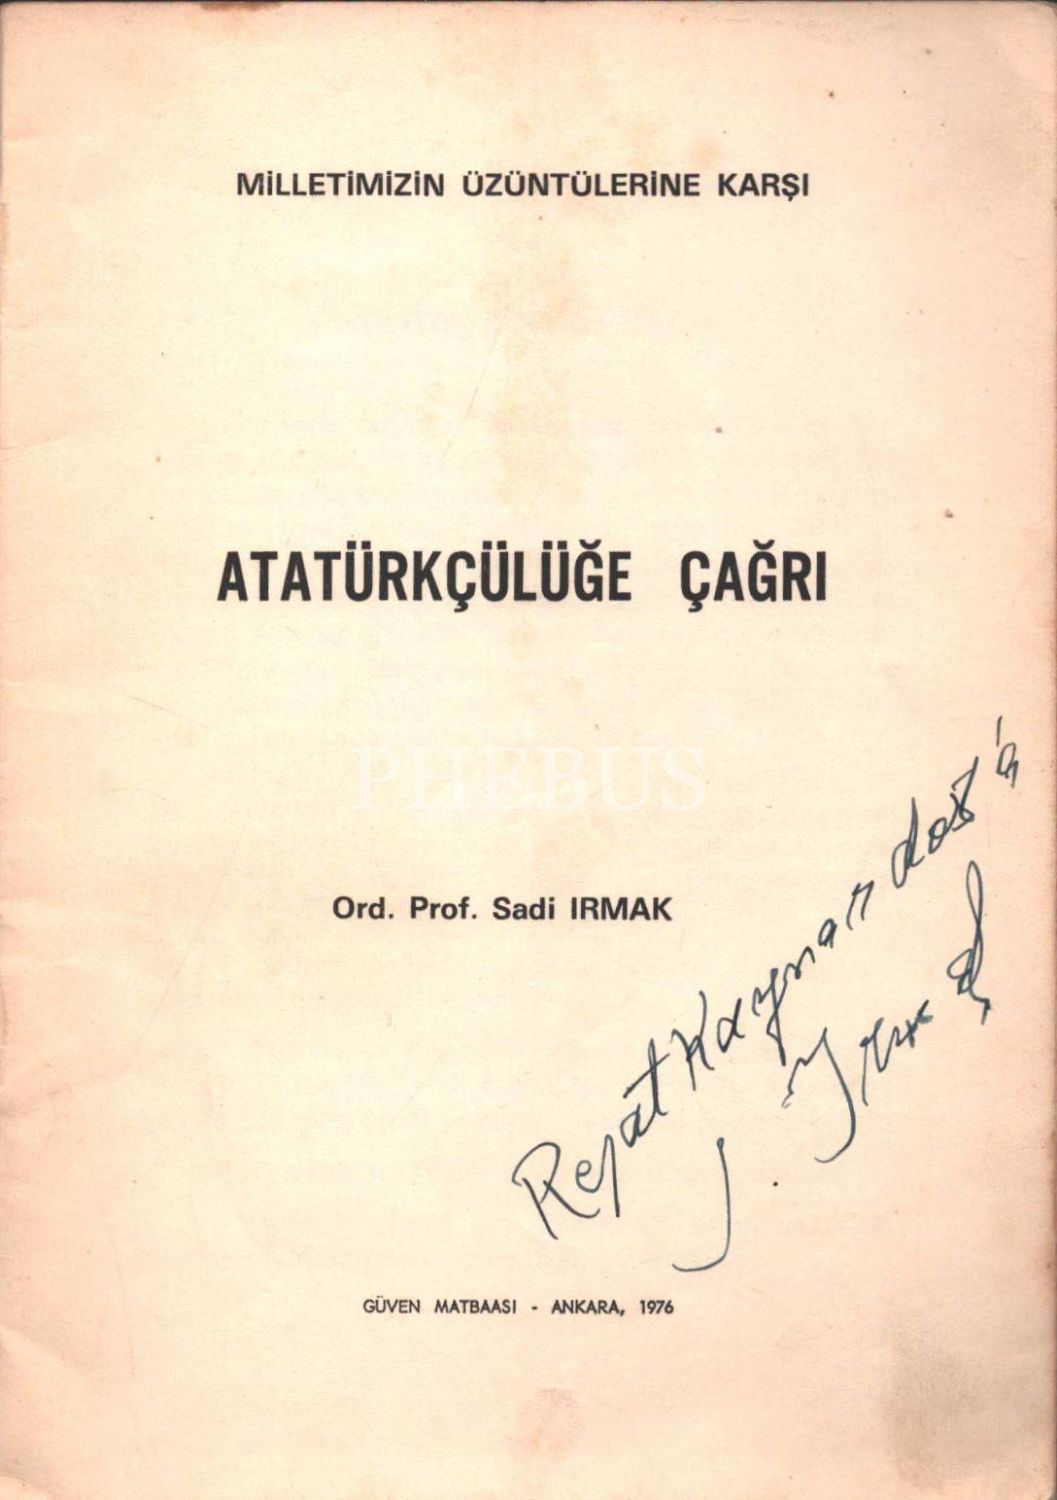 MİLLETİMİZİN ÜZÜNTÜLERİNE KARŞI
ATATÜRKÇÜLÜĞE ÇAĞRI
PHEBUS
Ord. Prof. Sadi IRMAK
Reşat Kaynar dost'a
GÜVEN MATBAASI - ANKARA, 1976